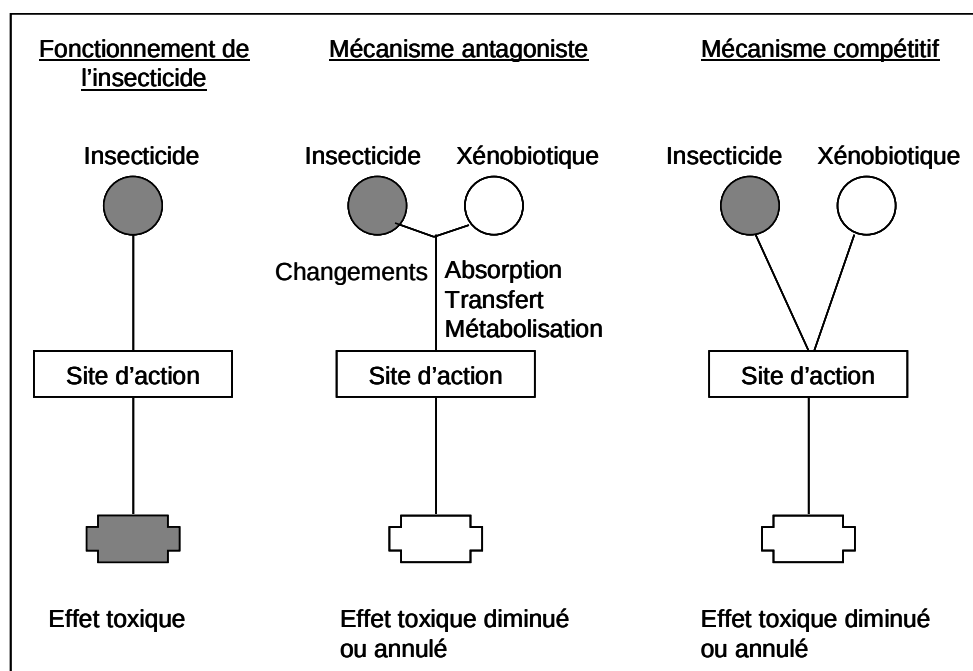 Fonctionnement de
l'insecticide
Mécanisme antagoniste
Mécanisme compétitif
Insecticide
Insecticide
Xénobiotique
Insecticide
Xénobiotique
Changements
Absorption
Transfert
Métabolisation
Site d'action
Site d'action
Site d'action
Effet toxique
Effet toxique diminué
ou annulé
Effet toxique diminué
ou annulé